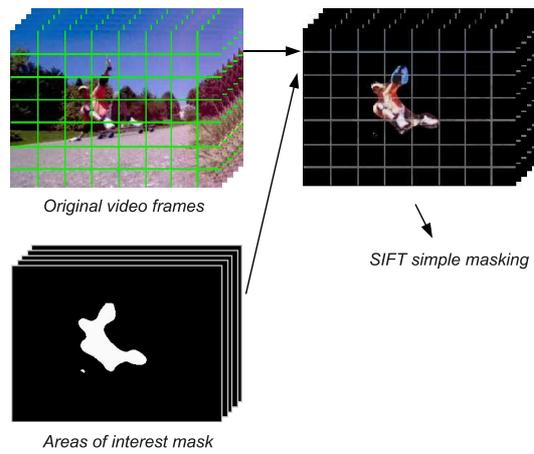 Original video frames
SIFT simple masking
Areas of interest mask